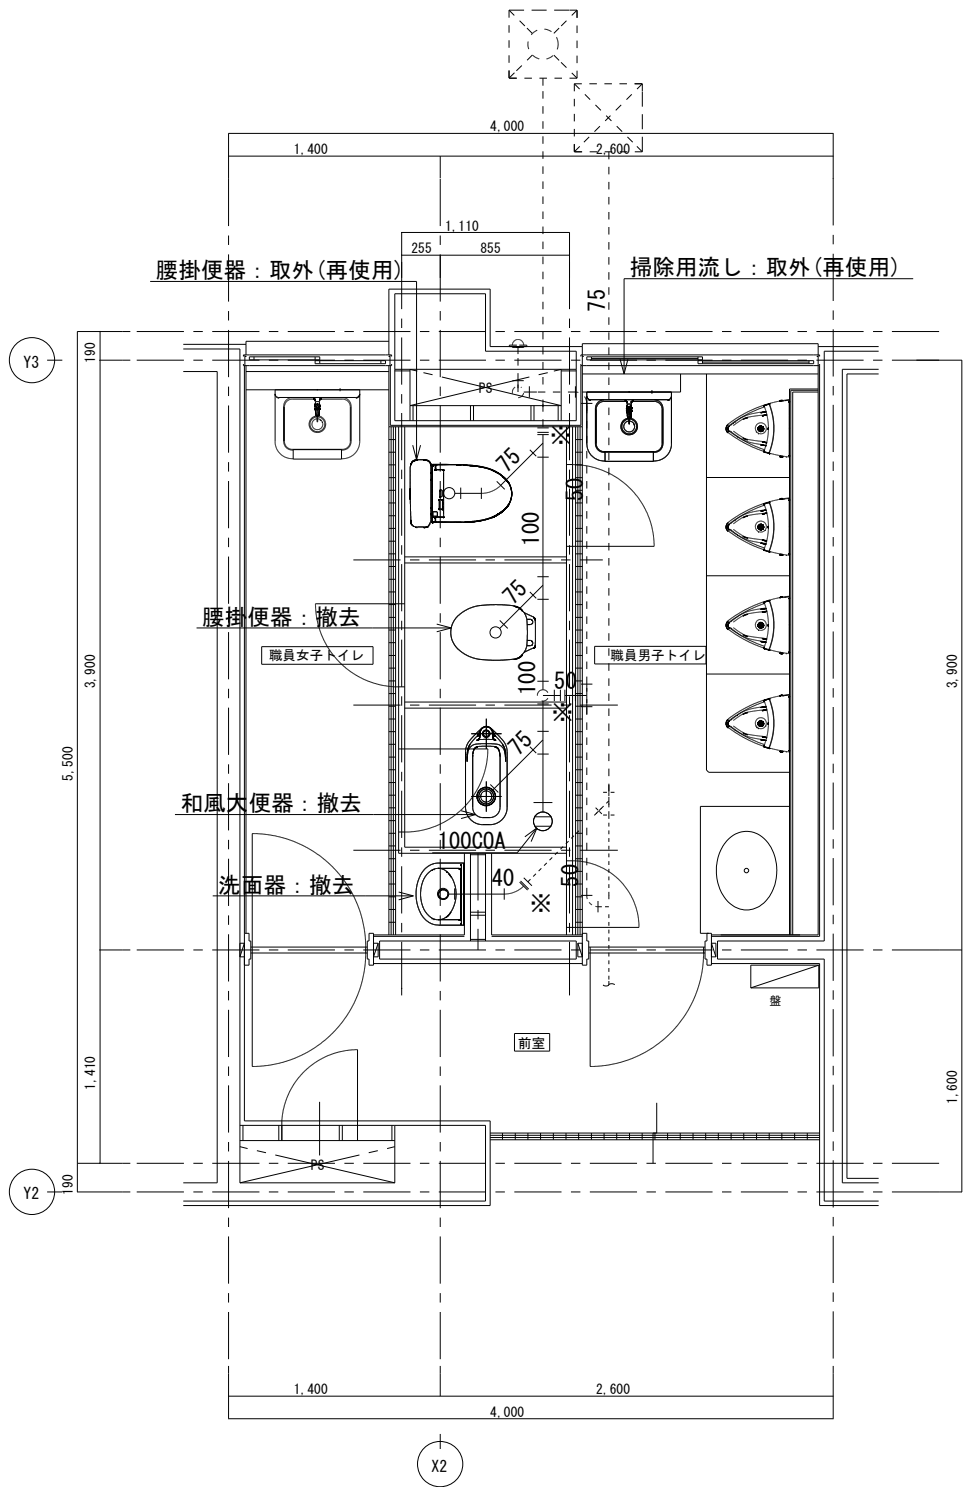 4,000
1,400
2,600
1,110
255
855
腰掛便器：取外(再使用)
掃除用流し：取外(再使用)
75
Y3
190
PS
※
75
50
100
75
腰掛便器：撤去
職員女子トイレ
職員男子トイレ
3,900
3,900
100
50
※
5,500
75
和風大便器：撤去
100COA
洗面器：撤去
40
50
※
盤
前室
1,410
1,600
PS
Y2
190
1,400
2,600
4,000
X2